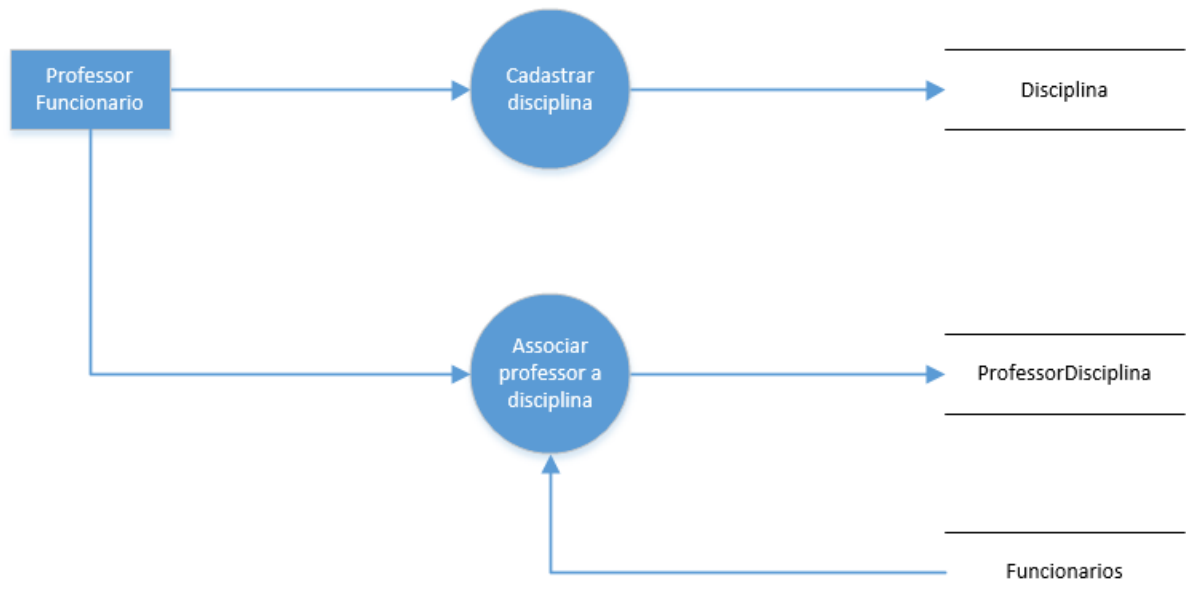 Professor
Funcionario
Cadastrar
disciplina
Disciplina
Associar
professor a
disciplina
ProfessorDisciplina
Funcionarios